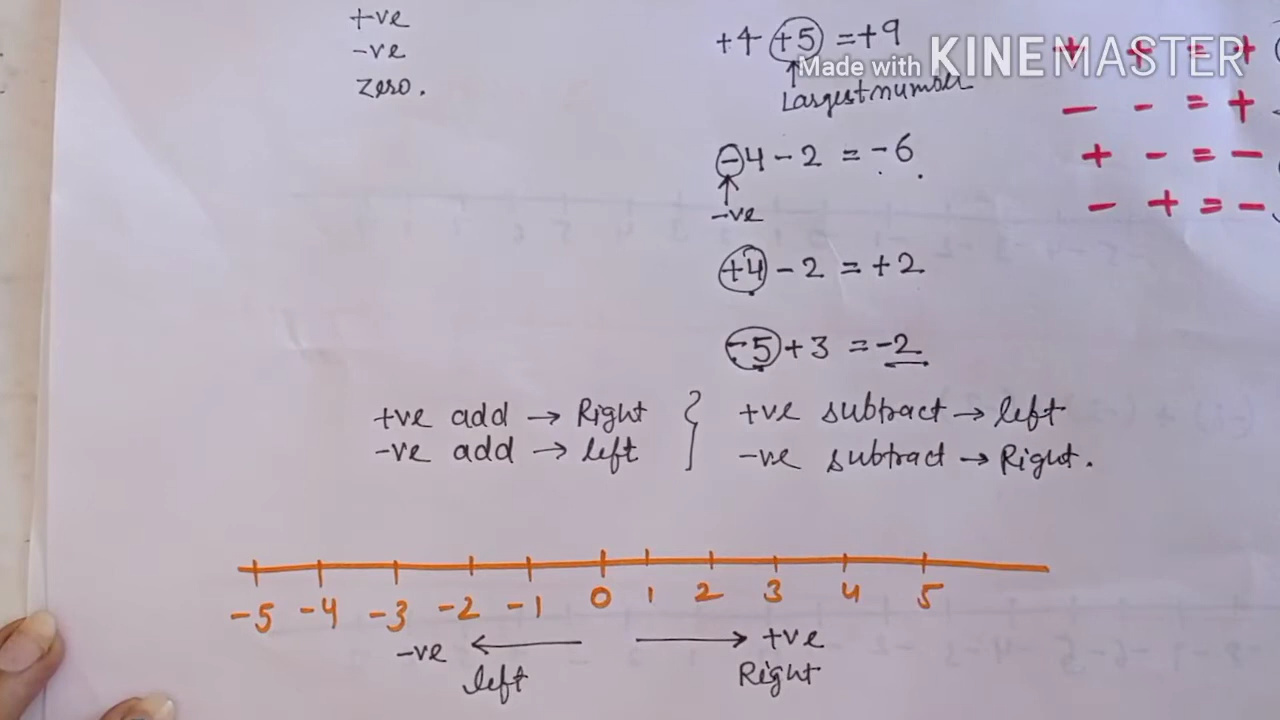 +ve
-ve
zero.
+4 +5 = +9
Made with KINEMASTER
Largest number
-4 - 2 = -6.
-ve
+4 - 2 = +2
-5 + 3 = -2
+ + = +
- - = +
+ - = -
- + = -
+ve add → Right } +ve subtract → left
-ve add → left } -ve subtract → Right.
-5 -4 -3 -2 -1 0 1 2 3 4 5
-ve ← → +ve
left Right